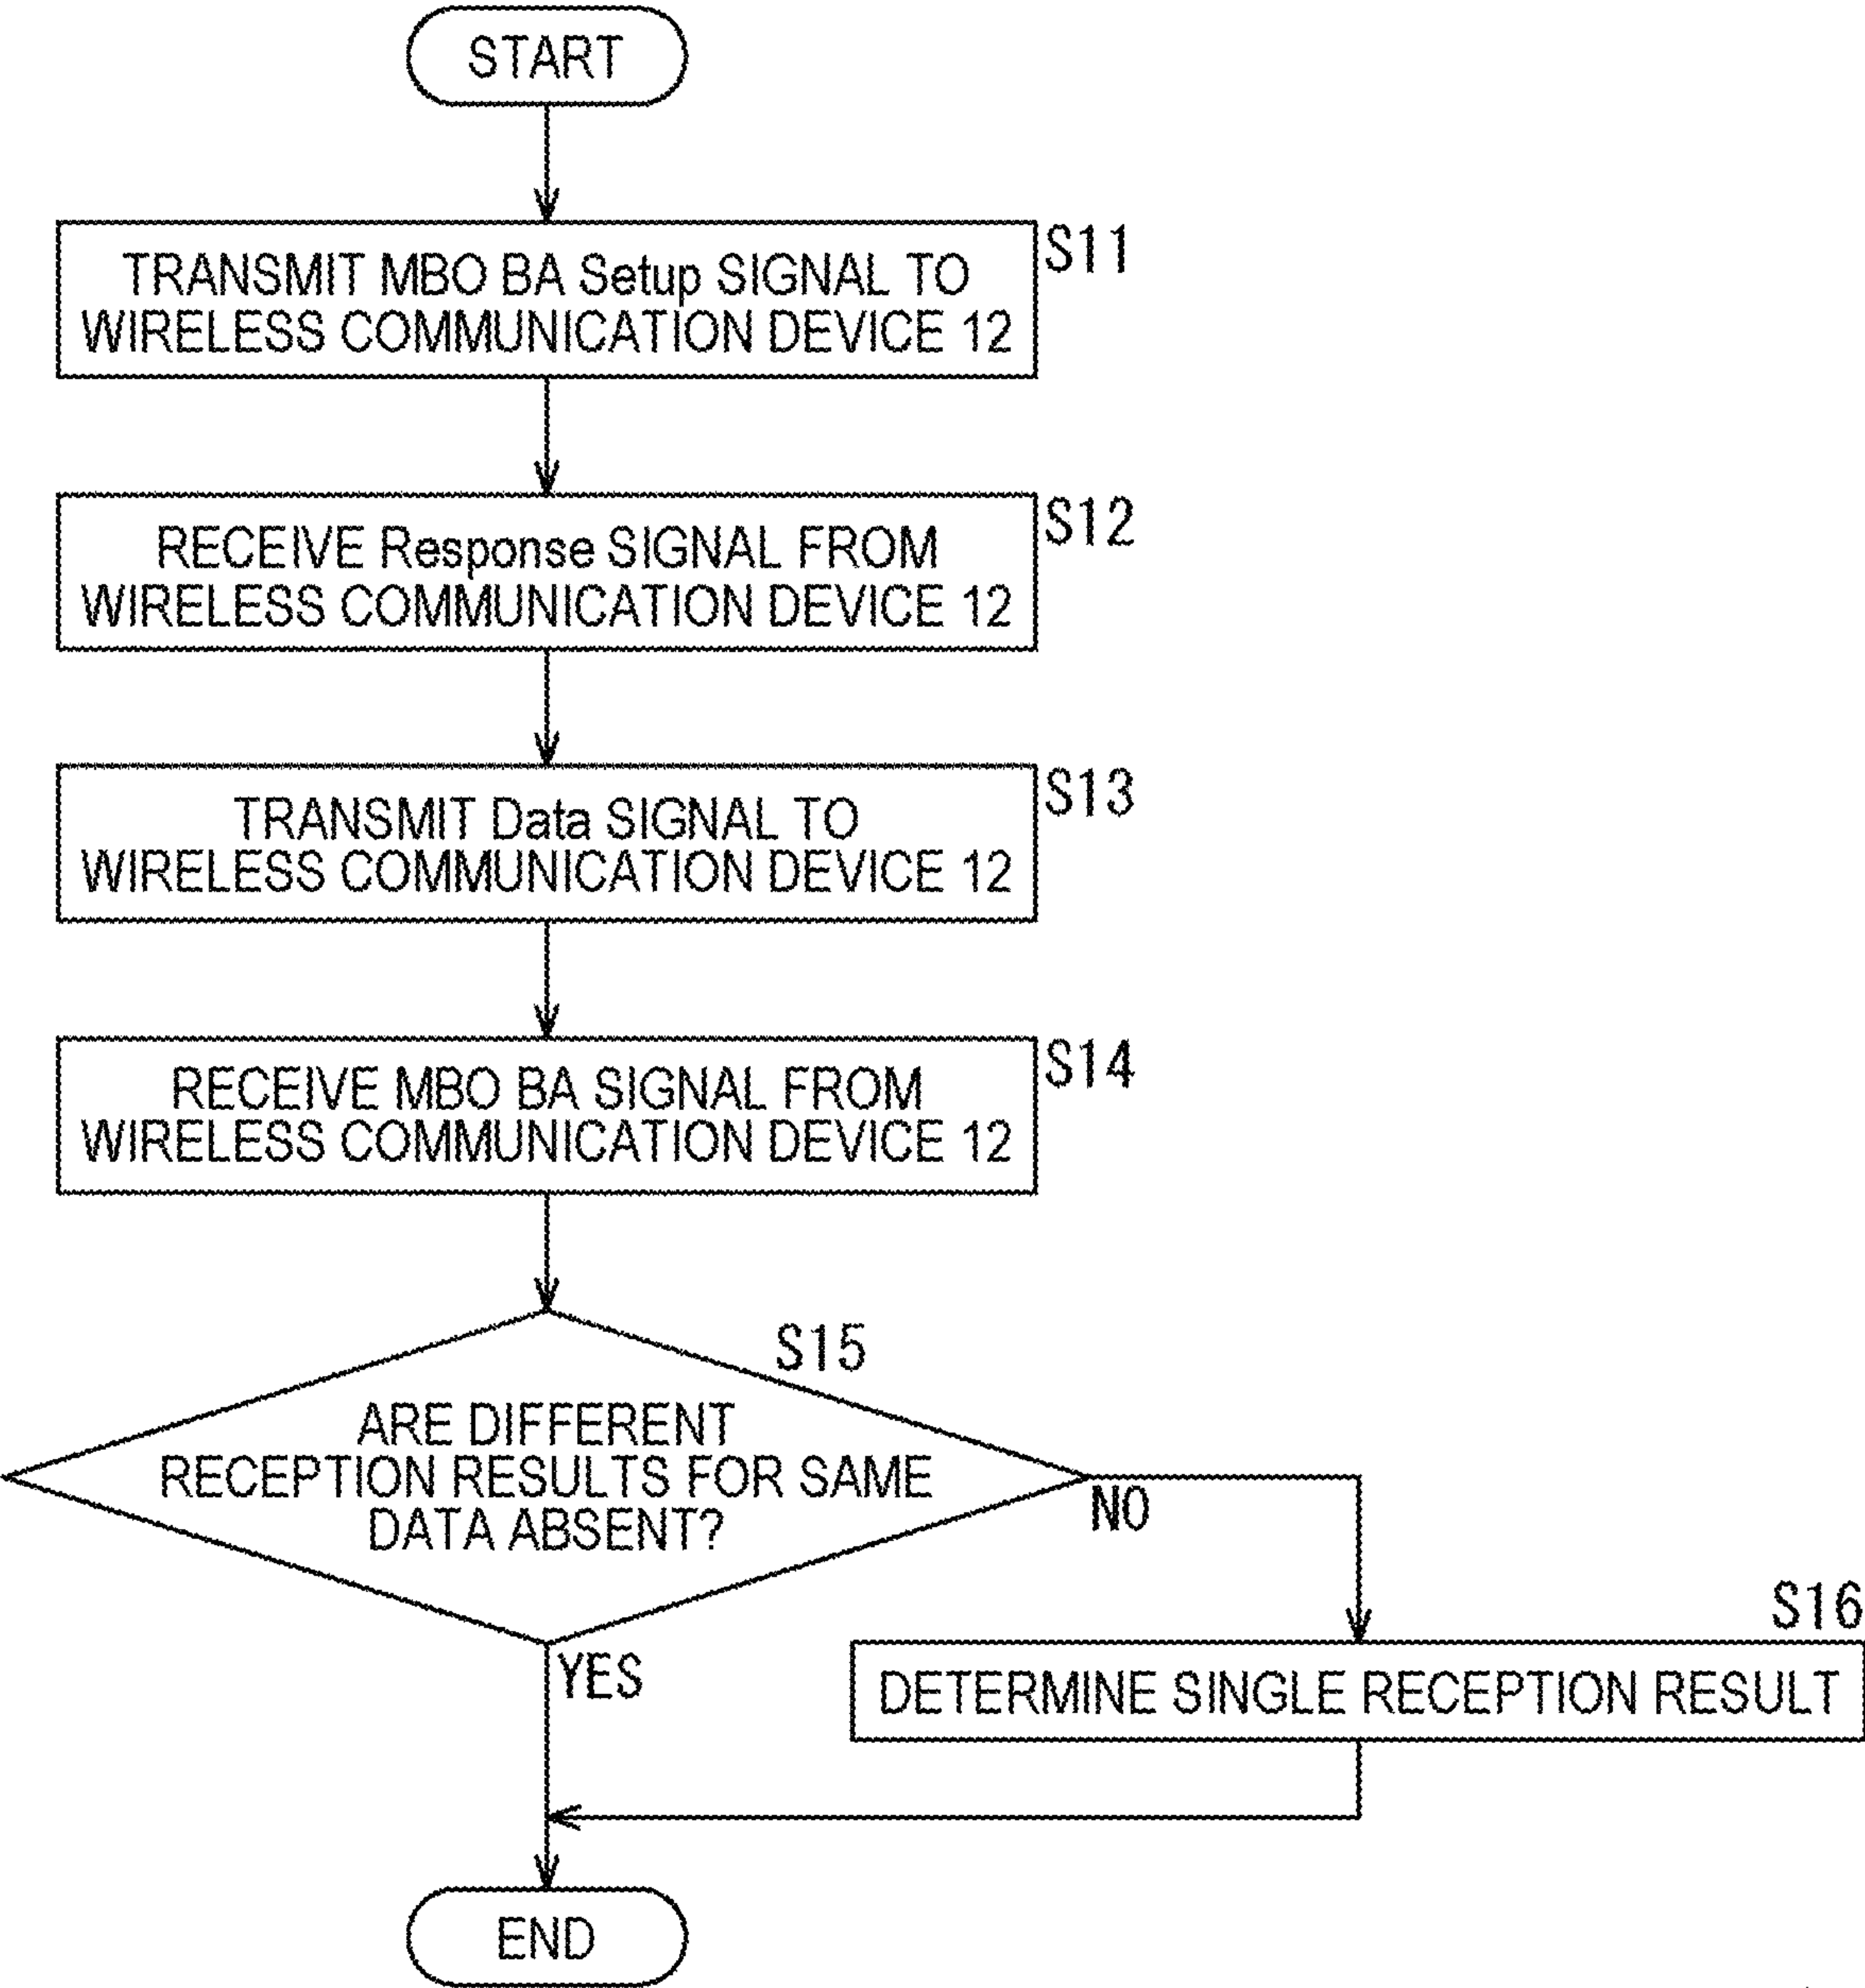 START
S11
TRANSMIT MBO BA Setup SIGNAL TO
WIRELESS COMMUNICATION DEVICE 12
S12
RECEIVE Response SIGNAL FROM
WIRELESS COMMUNICATION DEVICE 12
S13
TRANSMIT Data SIGNAL TO
WIRELESS COMMUNICATION DEVICE 12
S14
RECEIVE MBO BA SIGNAL FROM
WIRELESS COMMUNICATION DEVICE 12
S15
ARE DIFFERENT
RECEPTION RESULTS FOR SAME
DATA ABSENT?
NO
YES
S16
DETERMINE SINGLE RECEPTION RESULT
END